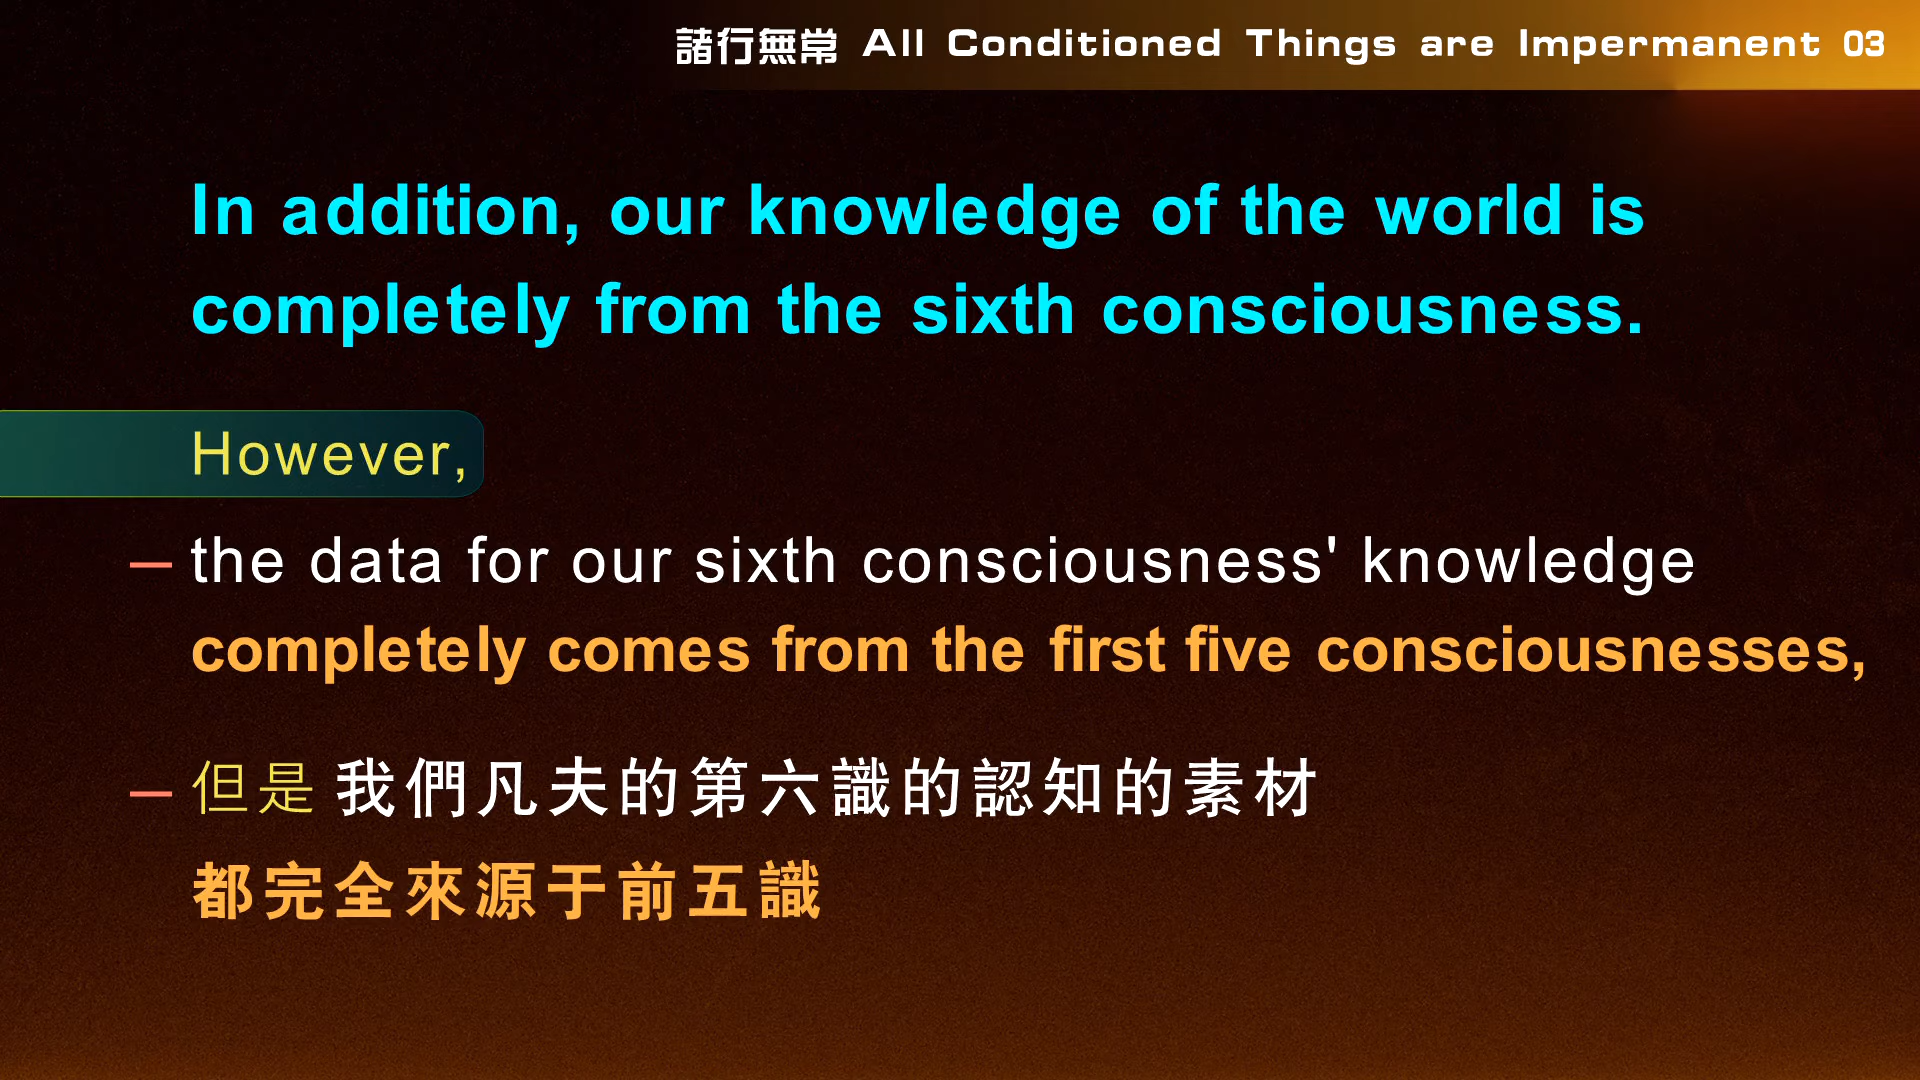 諸行無常 All Conditioned Things are Impermanent 03
In addition, our knowledge of the world is
completely from the sixth consciousness.
However,
– the data for our sixth consciousness' knowledge
completely comes from the first five consciousnesses,
– 但是 我們凡夫的第六識的認知的素材
都完全來源于前五識